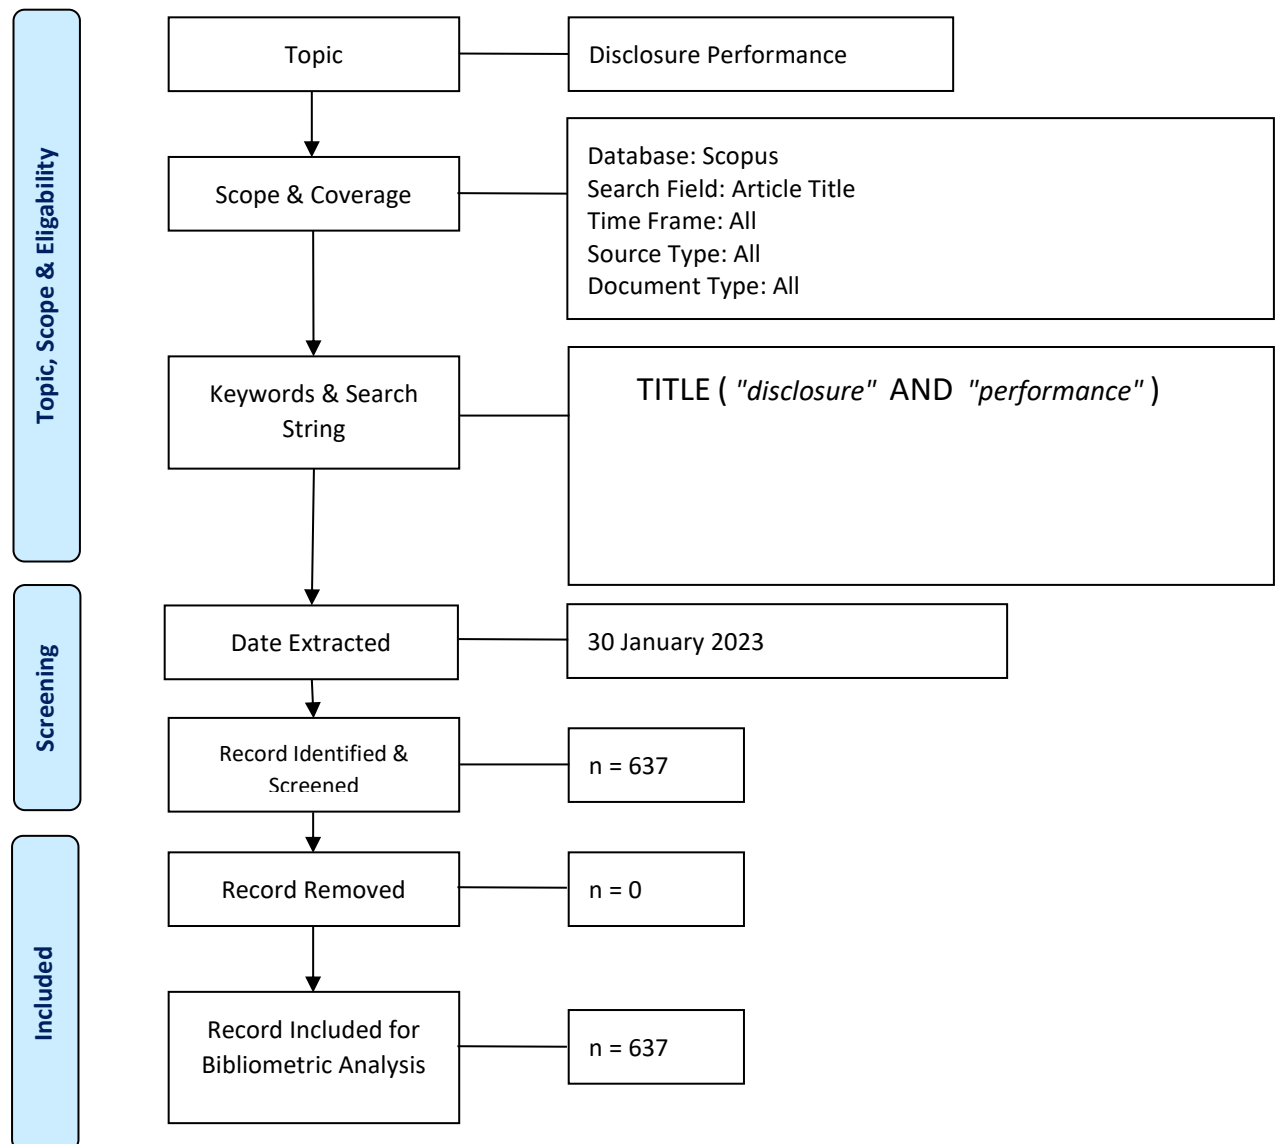 Topic, Scope & Eligability
Topic
Disclosure Performance
Scope & Coverage
Database: Scopus
Search Field: Article Title
Time Frame: All
Source Type: All
Document Type: All
Keywords & Search
String
TITLE ( "disclosure" AND "performance" )
Screening
Date Extracted
30 January 2023
Record Identified &
Screened
n = 637
Included
Record Removed
n = 0
Record Included for
Bibliometric Analysis
n = 637